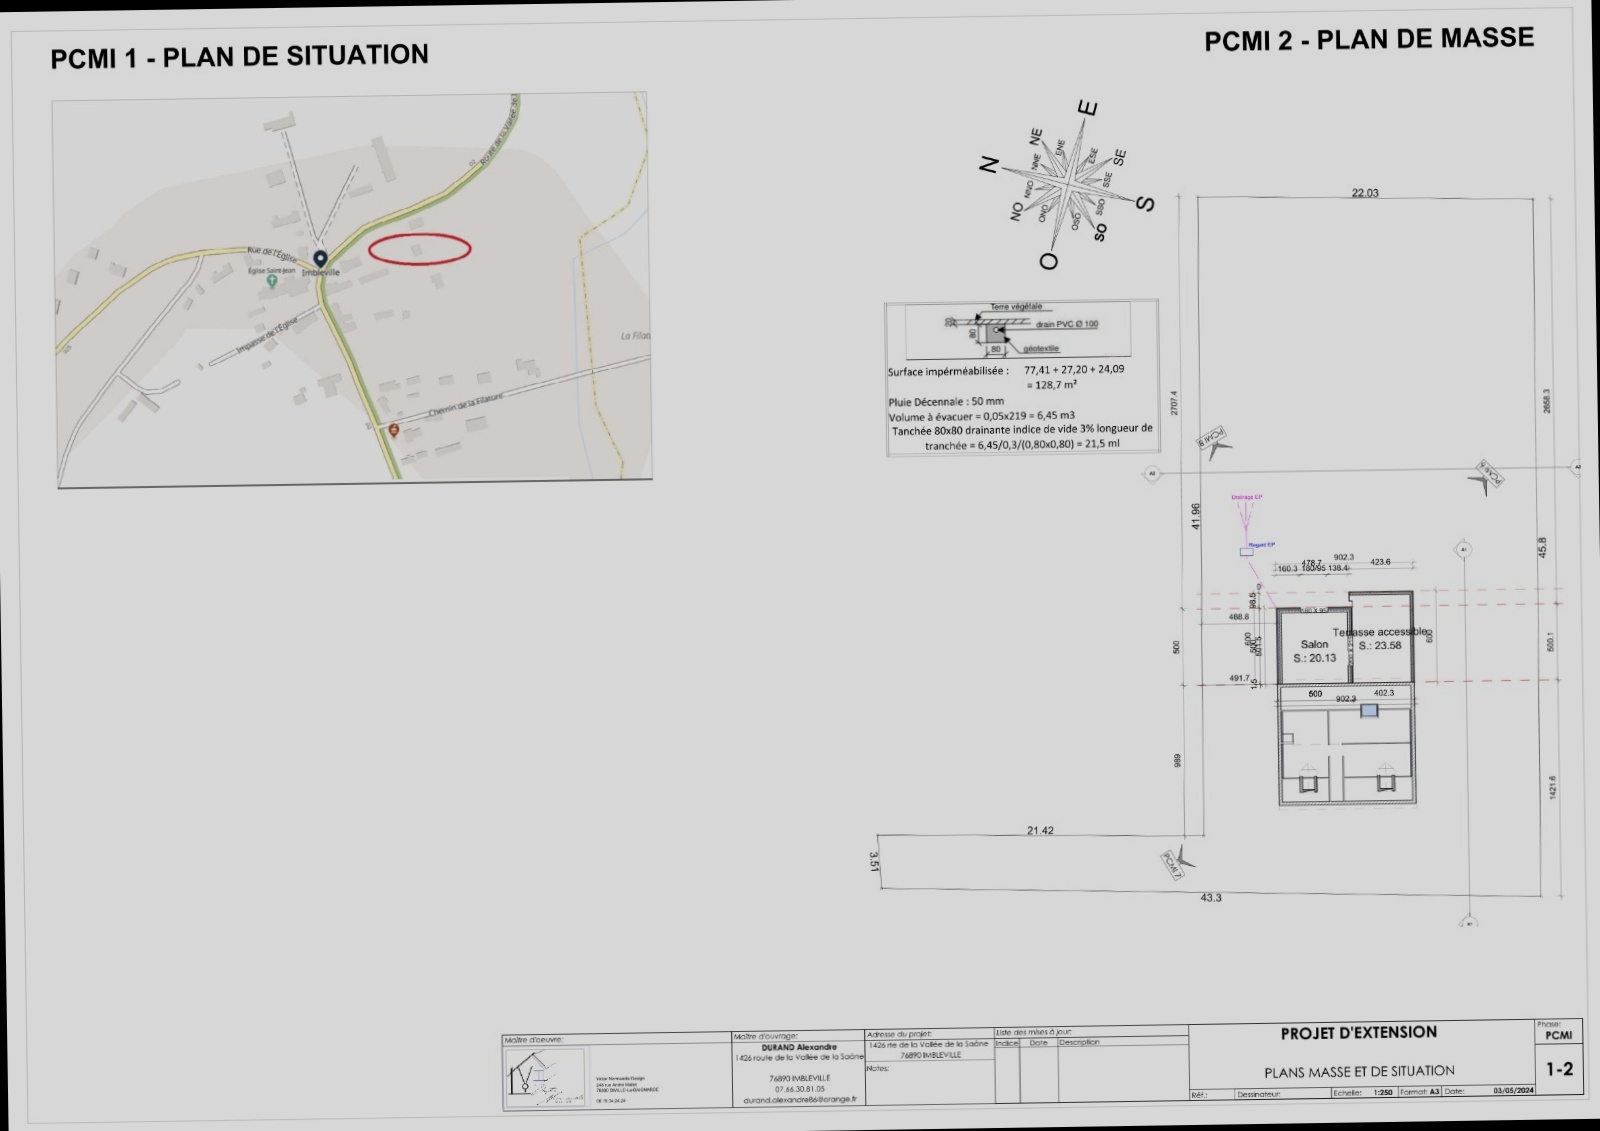 PCMI 1 - PLAN DE SITUATION
PCMI 2 - PLAN DE MASSE
Route de la Vallée de
Rue de l'Église
Église Saint-Jean
Imbleville
Impasse de l'Église
Chemin de la Filature
La Filat
N
NNE
NE
ENE
E
ESE
SE
SSE
S
SSO
SO
OSO
O
ONO
NO
NNO
Terre végétale
drain PVC Ø 100
géotextile
80
80
Surface impérméabilisée : 77,41 + 27,20 + 24,09
= 128,7 m²
Pluie Décennale : 50 mm
Volume à évacuer = 0,05x219 = 6,45 m3
Tanchée 80x80 drainante indice de vide 3% longueur de
tranchée = 6,45/0,3/(0,80x0,80) = 21,5 ml
22.03
2707.4
2658.3
PCMI 8
PCMI 6
41.96
45.8
Drainage EP
Regard EP
902.3
478.7
423.6
160.3
180/95
138.4
98.5
488.8
500
600
500
501.5
491.7
1.5
Salon
S.: 20.13
Terrasse accessible
S.: 23.58
600
500.1
500
402.3
902.3
989
1421.6
21.42
3.51
PCMI 7
43.3
Maître d'oeuvre:
Maître d'ouvrage:
DURAND Alexandre
1426 route de la Vallée de la Saône
76890 IMBLEVILLE
07.66.30.81.05
durand.alexandre86@orange.fr
Adresse du projet:
1426 rte de la Vallée de la Saône
76890 IMBLEVILLE
Notes:
Liste des mises à jour:
Indice Date Description
PROJET D'EXTENSION
PLANS MASSE ET DE SITUATION
Réf.: Dessinateur: Echelle: 1:250 Format: A3 Date: 03/05/2024
Phase:
PCMI
1-2